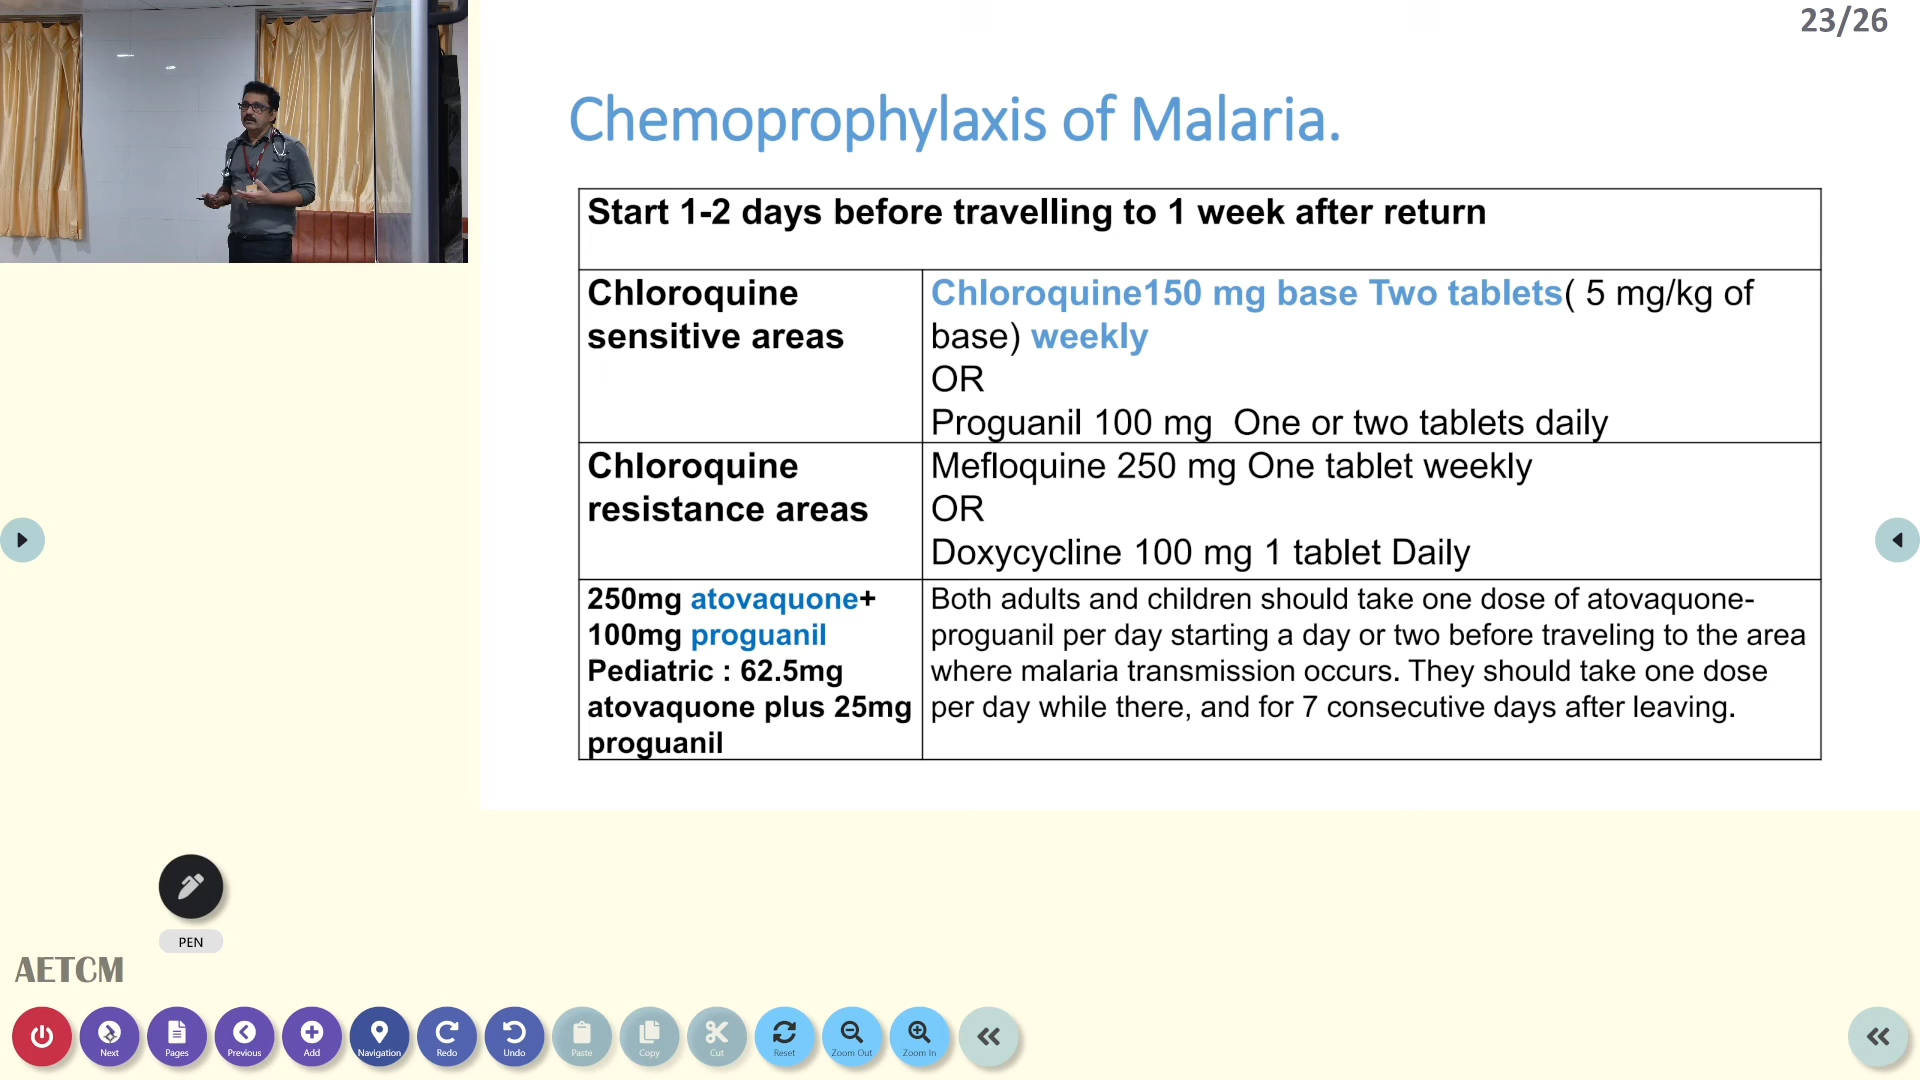 23/26
Chemoprophylaxis of Malaria.
Start 1-2 days before travelling to 1 week after return
Chloroquine
sensitive areas
Chloroquine150 mg base Two tablets( 5 mg/kg of
base) weekly
OR
Proguanil 100 mg One or two tablets daily
Chloroquine
resistance areas
Mefloquine 250 mg One tablet weekly
OR
Doxycycline 100 mg 1 tablet Daily
250mg atovaquone+
100mg proguanil
Pediatric : 62.5mg
atovaquone plus 25mg
proguanil
Both adults and children should take one dose of atovaquone-
proguanil per day starting a day or two before traveling to the area
where malaria transmission occurs. They should take one dose
per day while there, and for 7 consecutive days after leaving.
PEN
AETCM
Next
Pages
Previous
Add
Navigation
Redo
Undo
Paste
Copy
Cut
Reset
Zoom Out
Zoom In